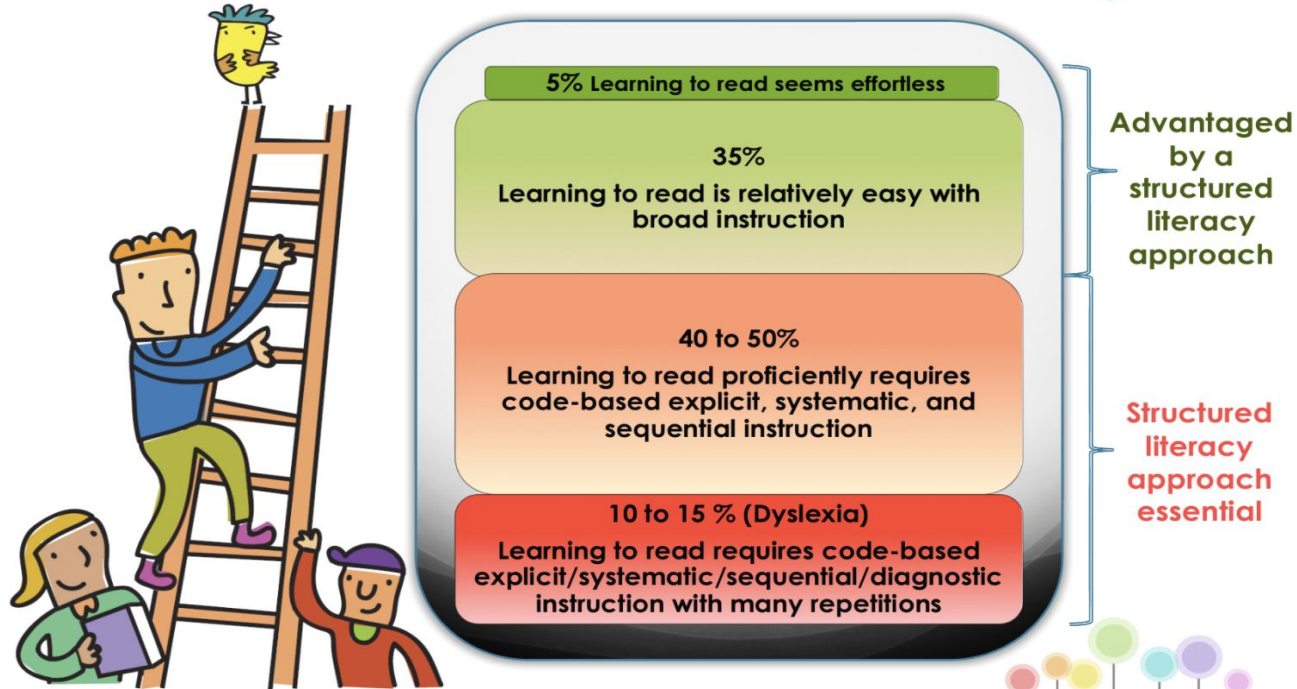 5% Learning to read seems effortless
35%
Learning to read is relatively easy with
broad instruction
40 to 50%
Learning to read proficiently requires
code-based explicit, systematic, and
sequential instruction
10 to 15 % (Dyslexia)
Learning to read requires code-based
explicit/systematic/sequential/diagnostic
instruction with many repetitions
Advantaged
by a
structured
literacy
approach
Structured
literacy
approach
essential